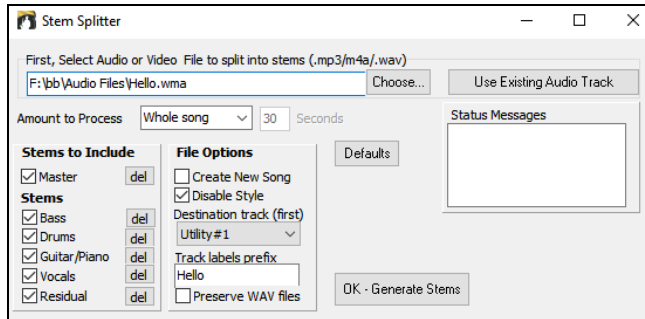 Stem Splitter
First, Select Audio or Video File to split into stems (.mp3/m4a/.wav)
F:\bb\Audio Files\Hello.wma Choose... Use Existing Audio Track
Amount to Process Whole song 30 Seconds
Status Messages
Stems to Include
Master del
Stems
Bass del
Drums del
Guitar/Piano del
Vocals del
Residual del
File Options
Create New Song
Disable Style
Destination track (first)
Utility#1
Track labels prefix
Hello
Preserve WAV files
Defaults
OK - Generate Stems